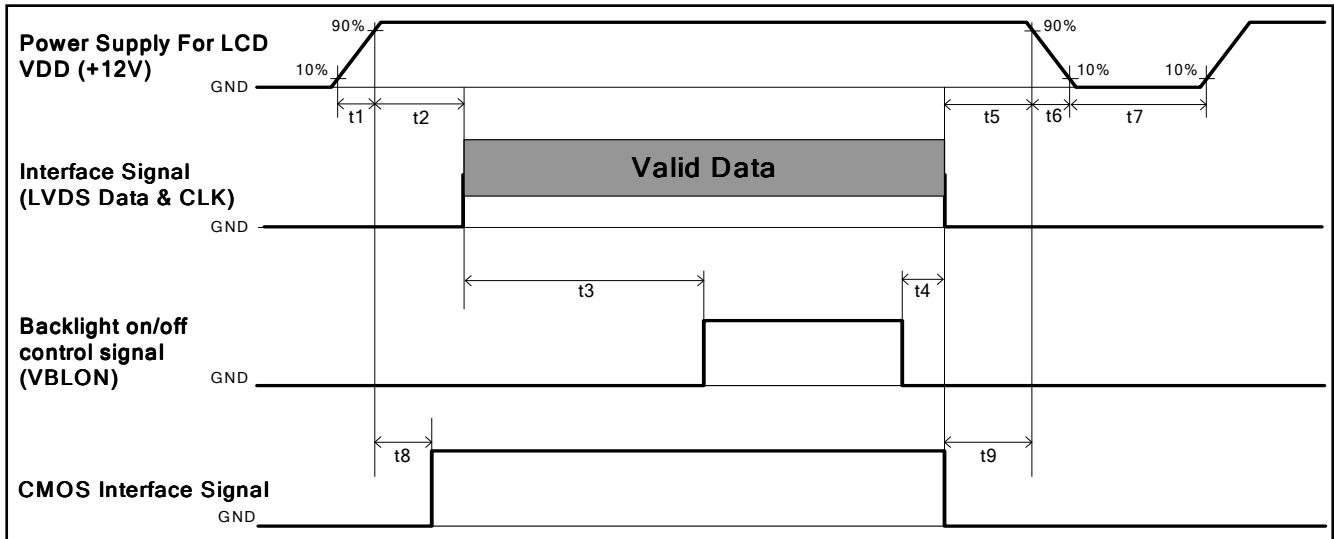 Power Supply For LCD
VDD (+12V)
90%
10%
GND
90%
10%
10%
t1
t2
t5
t6
t7
Interface Signal
(LVDS Data & CLK)
Valid Data
GND
t3
t4
Backlight on/off
control signal
(VBLON)
GND
t8
t9
CMOS Interface Signal
GND